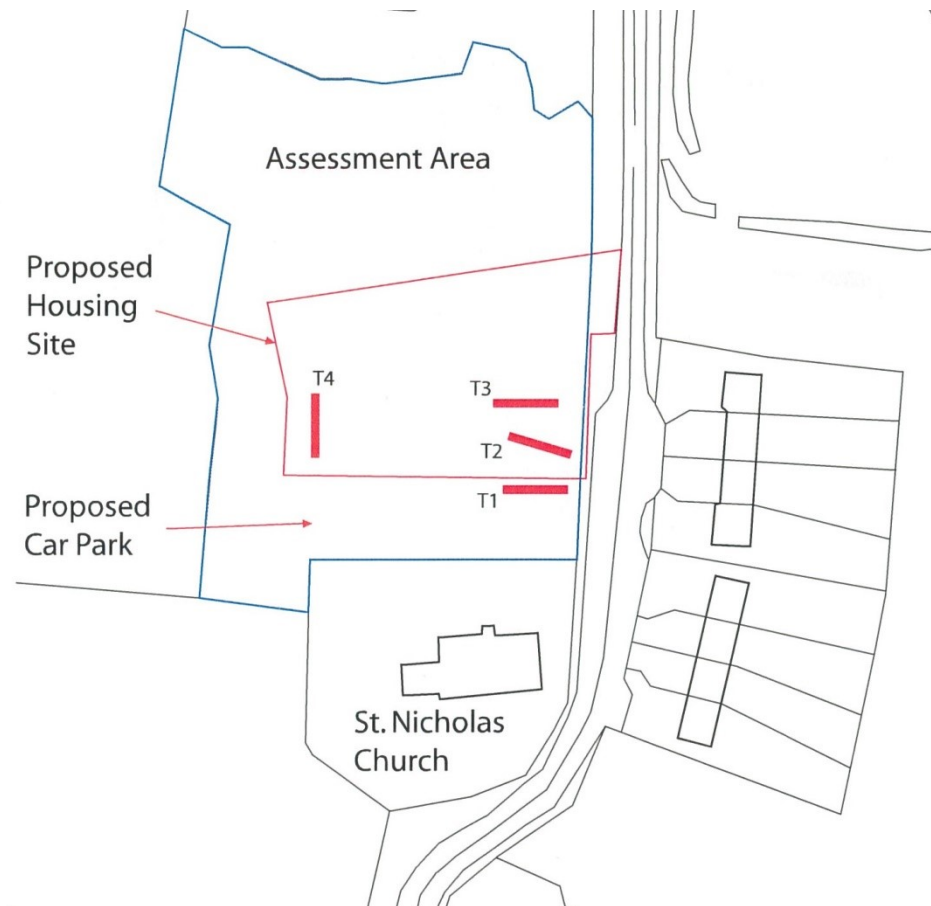 Assessment Area
Proposed
Housing
Site
T4
T3
T2
T1
Proposed
Car Park
St. Nicholas
Church